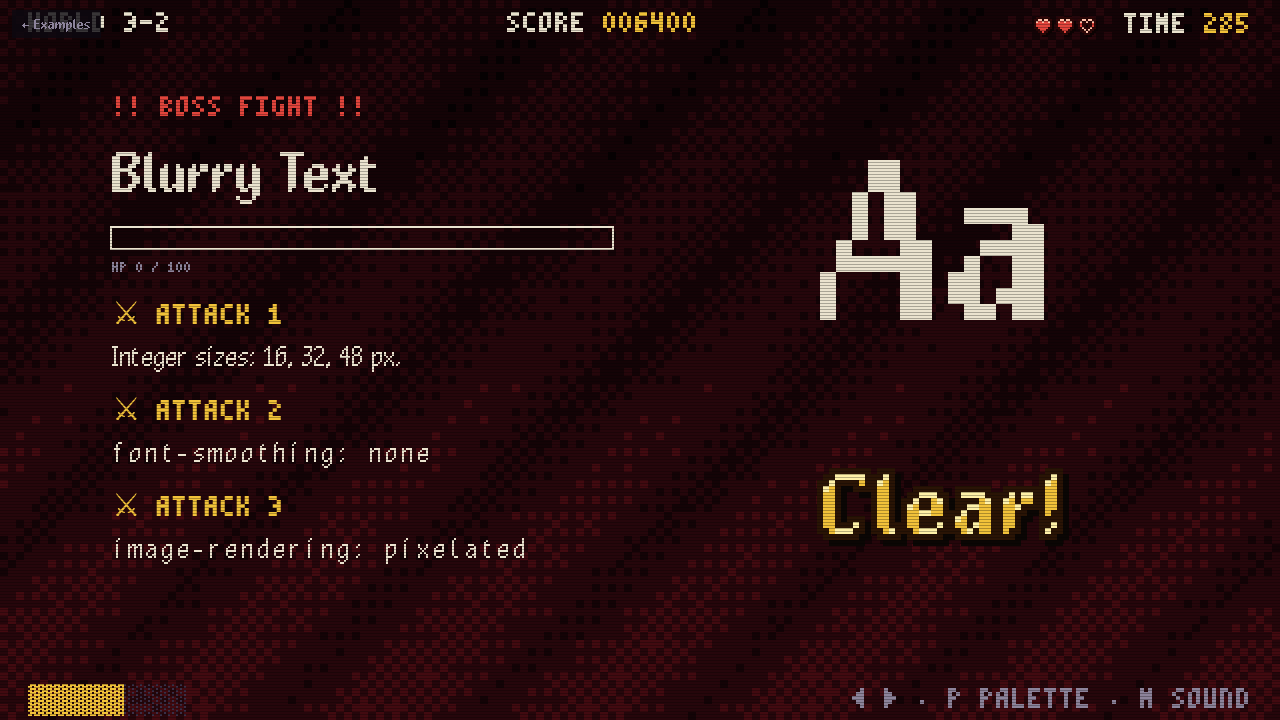 ← Examples
3-2
SCORE 006400
TIME 285
!! BOSS FIGHT !!
Blurry Text
HP 0 / 100
⚔ ATTACK 1
Integer sizes: 16, 32, 48 px.
⚔ ATTACK 2
font-smoothing: none
⚔ ATTACK 3
image-rendering: pixelated
Aa
Clear!
◀ ▶ · P PALETTE · M SOUND